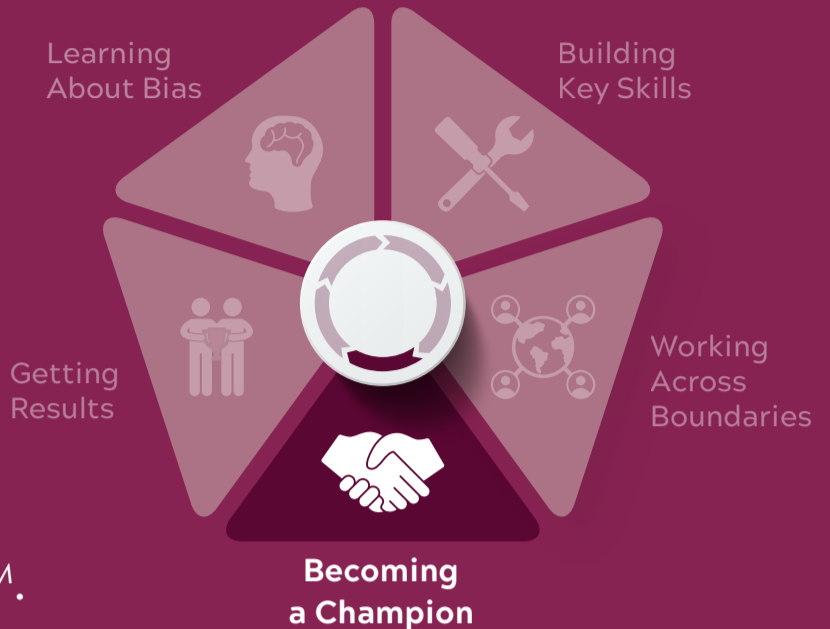 Learning
About Bias
Building
Key Skills
Getting
Results
Working
Across
Boundaries
Becoming
a Champion